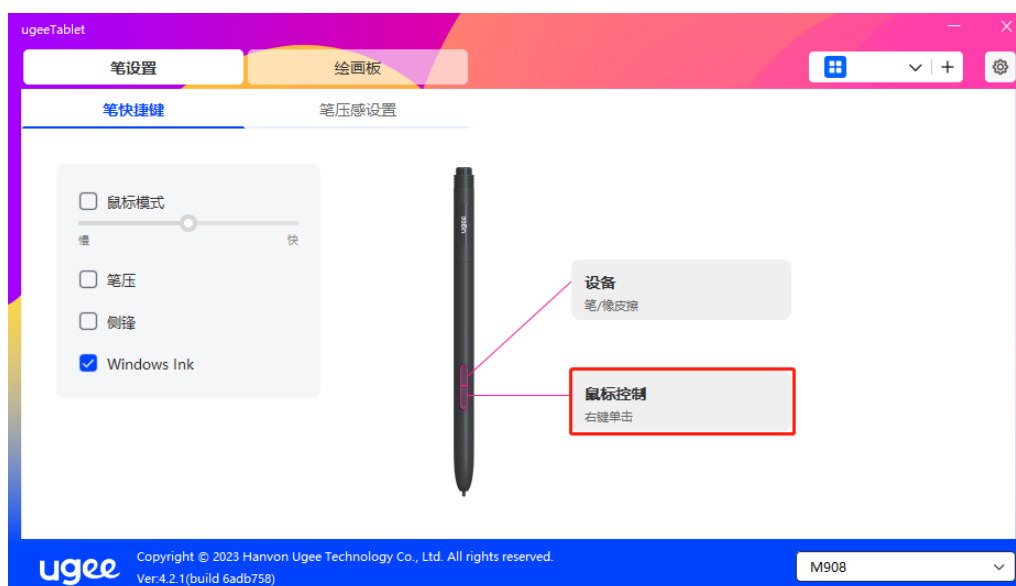 ugeeTablet
笔设置
绘画板
笔快捷键
笔压感设置
鼠标模式
慢
快
笔压
侧锋
Windows Ink
ugee
设备
笔/橡皮擦
鼠标控制
右键单击
ugee
Copyright © 2023 Hanvon Ugee Technology Co., Ltd. All rights reserved.
Ver:4.2.1(build 6adb758)
M908